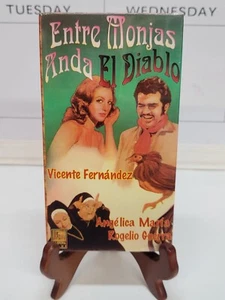 TUESDAY
WEDNESDAY
Entre Monjas
Anda El Diablo
Vicente Fernández
Angélica María
Rogelio Guerra